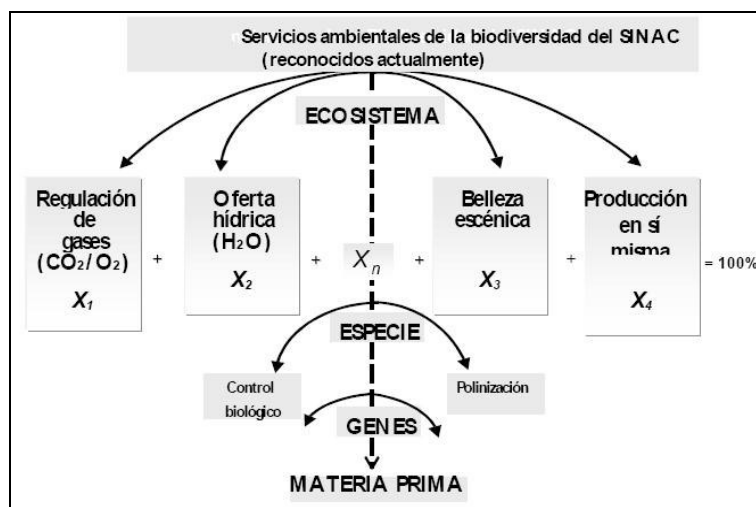 Servicios ambientales de la biodiversidad del SINAC
(reconocidos actualmente)
ECOSISTEMA
Regulación
de
gases
(CO₂/ O₂)
X₁
+
Oferta
hídrica
(H₂O)
X₂
+
Xₙ
+
Belleza
escénica
X₃
+
Producción
en sí
misma
X₄
= 100%
ESPECIE
Control
biológico
Polinización
GENES
MATERIA PRIMA